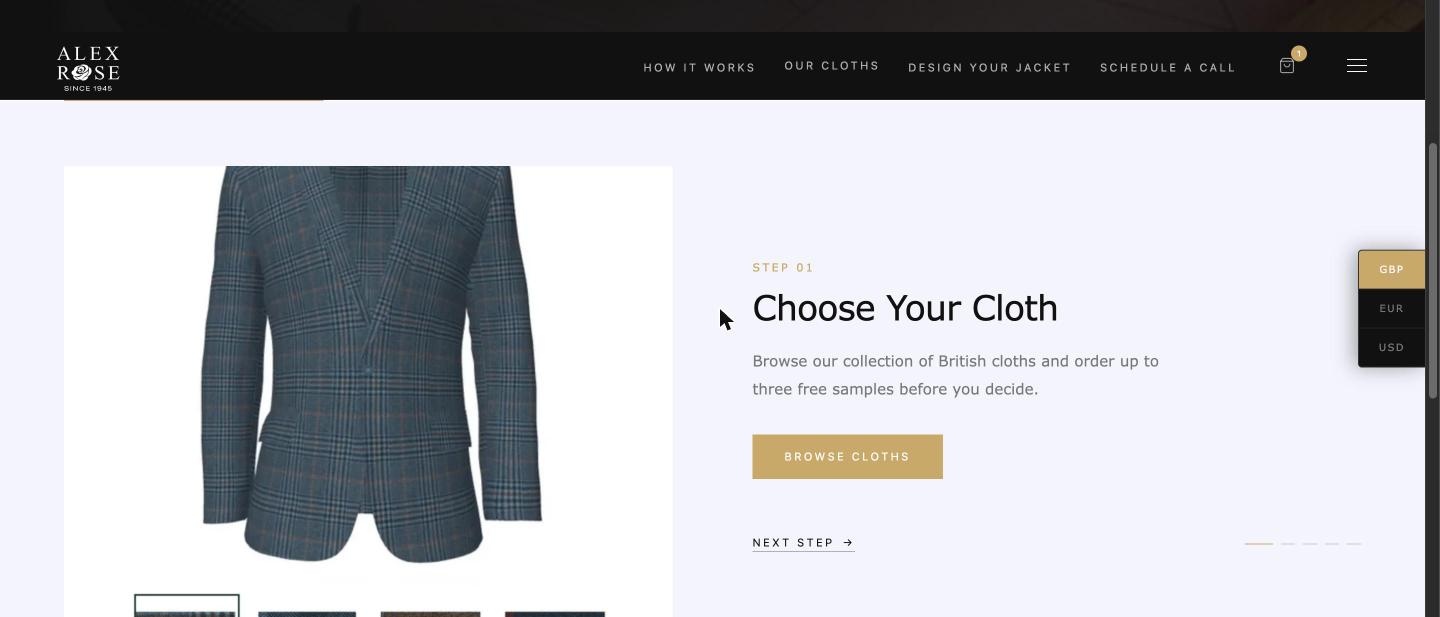 ALEX
ROSE
SINCE 1945
HOW IT WORKS
OUR CLOTHS
DESIGN YOUR JACKET
SCHEDULE A CALL
1
GBP
EUR
USD
STEP 01
Choose Your Cloth
Browse our collection of British cloths and order up to
three free samples before you decide.
BROWSE CLOTHS
NEXT STEP →